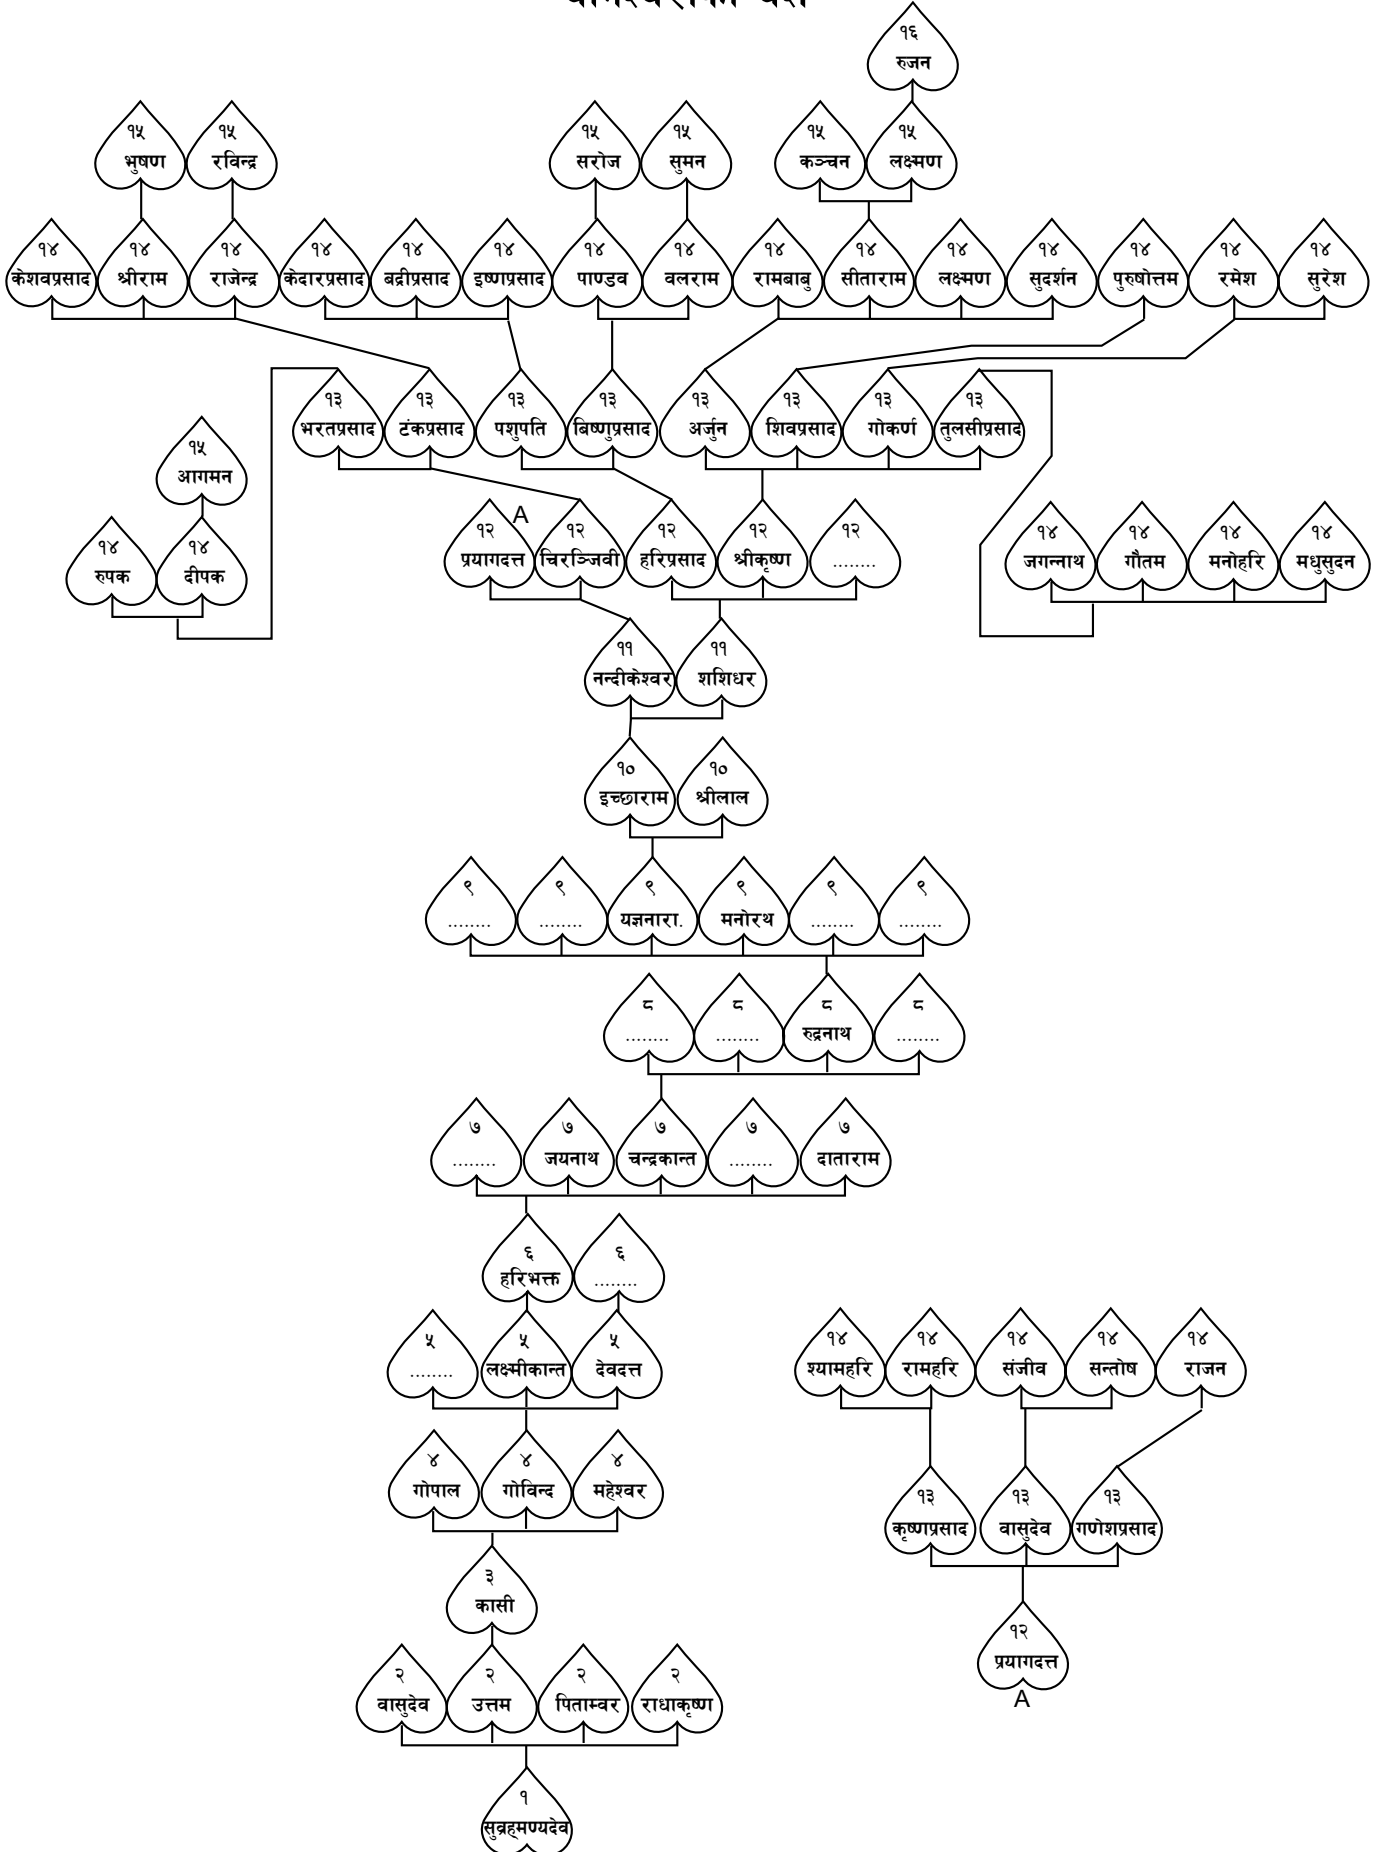 १६
रुजन
१५ १५ १५ १५ १५ १५
भुषण रविन्द्र सरोज सुमन कञ्चन लक्ष्मण
१४ १४ १४ १४ १४ १४ १४ १४ १४ १४ १४ १४ १४ १४ १४
केशवप्रसाद श्रीराम राजेन्द्र केदारप्रसाद बद्रीप्रसाद इष्णप्रसाद पाण्डव वलराम रामबाबु सीताराम लक्ष्मण सुदर्शन पुरुषोत्तम रमेश सुरेश
१३ १३ १३ १३ १३ १३ १३ १३
भरतप्रसाद टंकप्रसाद पशुपति बिष्णुप्रसाद अर्जुन शिवप्रसाद गोकर्ण तुलसीप्रसाद
१५
आगमन
A
१२ १२ १२ १२ १२
प्रयागदत्त चिरञ्जिवी हरिप्रसाद श्रीकृष्ण ........
१४ १४ १४ १४ १४ १४
रुपक दीपक जगन्नाथ गौतम मनोहरि मधुसुदन
११ ११
नन्दीकेश्वर शशिधर
१० १०
इच्छाराम श्रीलाल
९ ९ ९ ९ ९ ९
........ ........ यज्ञनारा. मनोरथ ........ ........
८ ८ ८ ८
........ ........ रुद्रनाथ ........
७ ७ ७ ७ ७
........ जयनाथ चन्द्रकान्त ........ दाताराम
६ ६
हरिभक्त ........
५ ५ ५
........ लक्ष्मीकान्त देवदत्त
१४ १४ १४ १४ १४
श्यामहरि रामहरि संजीव सन्तोष राजन
४ ४ ४
गोपाल गोविन्द महेश्वर
१३ १३ १३
कृष्णप्रसाद वासुदेव गणेशप्रसाद
३
कासी
१२
प्रयागदत्त
A
२ २ २ २
वासुदेव उत्तम पिताम्वर राधाकृष्ण
१
सुब्रह्मण्यदेव